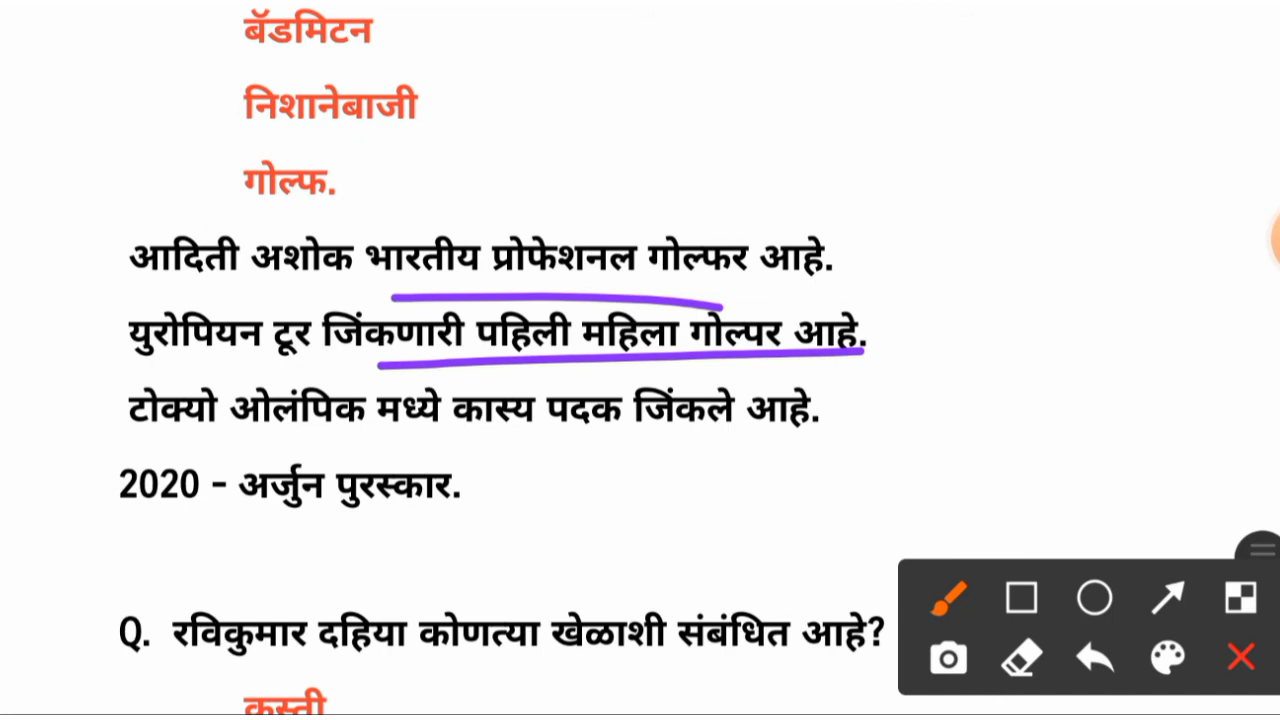 बॅडमिटन
निशानेबाजी
गोल्फ.
आदिती अशोक भारतीय प्रोफेशनल गोल्फर आहे.
युरोपियन टूर जिंकणारी पहिली महिला गोल्पर आहे.
टोक्यो ओलंपिक मध्ये कास्य पदक जिंकले आहे.
2020 - अर्जुन पुरस्कार.
Q. रविकुमार दहिया कोणत्या खेळाशी संबंधित आहे?
कुस्ती